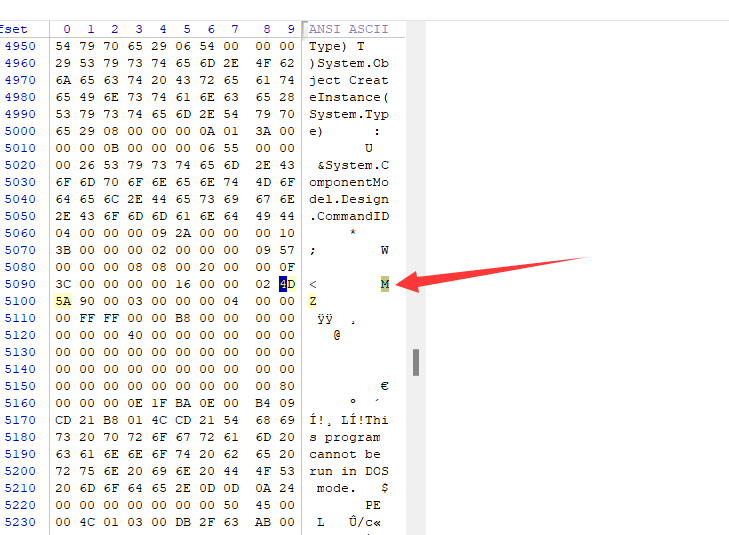 fset 0 1 2 3 4 5 6 7 8 9 ANSI ASCII
4950 54 79 70 65 29 06 54 00 00 00 Type) T
4960 29 53 79 73 74 65 6D 2E 4F 62 )System.Ob
4970 6A 65 63 74 20 43 72 65 61 74 ject Creat
4980 65 49 6E 73 74 61 6E 63 65 28 eInstance(
4990 53 79 73 74 65 6D 2E 54 79 70 System.Typ
5000 65 29 08 00 00 00 0A 01 3A 00 e) :
5010 00 00 0B 00 00 00 06 55 00 00 U
5020 00 26 53 79 73 74 65 6D 2E 43 &System.C
5030 6F 6D 70 6F 6E 65 6E 74 4D 6F omponentMo
5040 64 65 6C 2E 44 65 73 69 67 6E del.Design
5050 2E 43 6F 6D 6D 61 6E 64 49 44 .CommandID
5060 04 00 00 00 09 2A 00 00 00 10 *
5070 3B 00 00 00 02 00 00 00 09 57 ; W
5080 00 00 00 08 08 00 20 00 00 0F
5090 3C 00 00 00 00 16 00 00 02 4D < M
5100 5A 90 00 03 00 00 00 04 00 00 Z
5110 00 FF FF 00 00 B8 00 00 00 00 ÿÿ ¸
5120 00 00 00 40 00 00 00 00 00 00 @
5130 00 00 00 00 00 00 00 00 00 00
5140 00 00 00 00 00 00 00 00 00 00
5150 00 00 00 00 00 00 00 00 00 80 €
5160 00 00 00 0E 1F BA 0E 00 B4 09 º ´
5170 CD 21 B8 01 4C CD 21 54 68 69 Í!¸ LÍ!Thi
5180 73 20 70 72 6F 67 72 61 6D 20 s program
5190 63 61 6E 6E 6F 74 20 62 65 20 cannot be
5200 72 75 6E 20 69 6E 20 44 4F 53 run in DOS
5210 20 6D 6F 64 65 2E 0D 0D 0A 24 mode. $
5220 00 00 00 00 00 00 00 50 45 00 PE
5230 00 4C 01 03 00 DB 2F 63 AB 00 L Û/c«